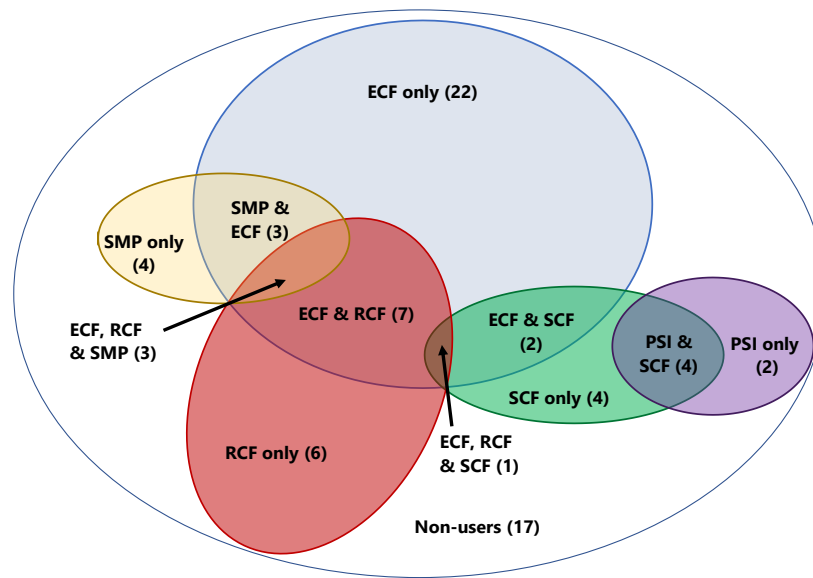 ECF only (22)
SMP &
ECF (3)
SMP only
(4)
ECF & RCF (7)
ECF, RCF
& SMP (3)
ECF & SCF
(2)
PSI &
SCF (4)
PSI only
(2)
SCF only (4)
RCF only (6)
ECF, RCF
& SCF (1)
Non-users (17)